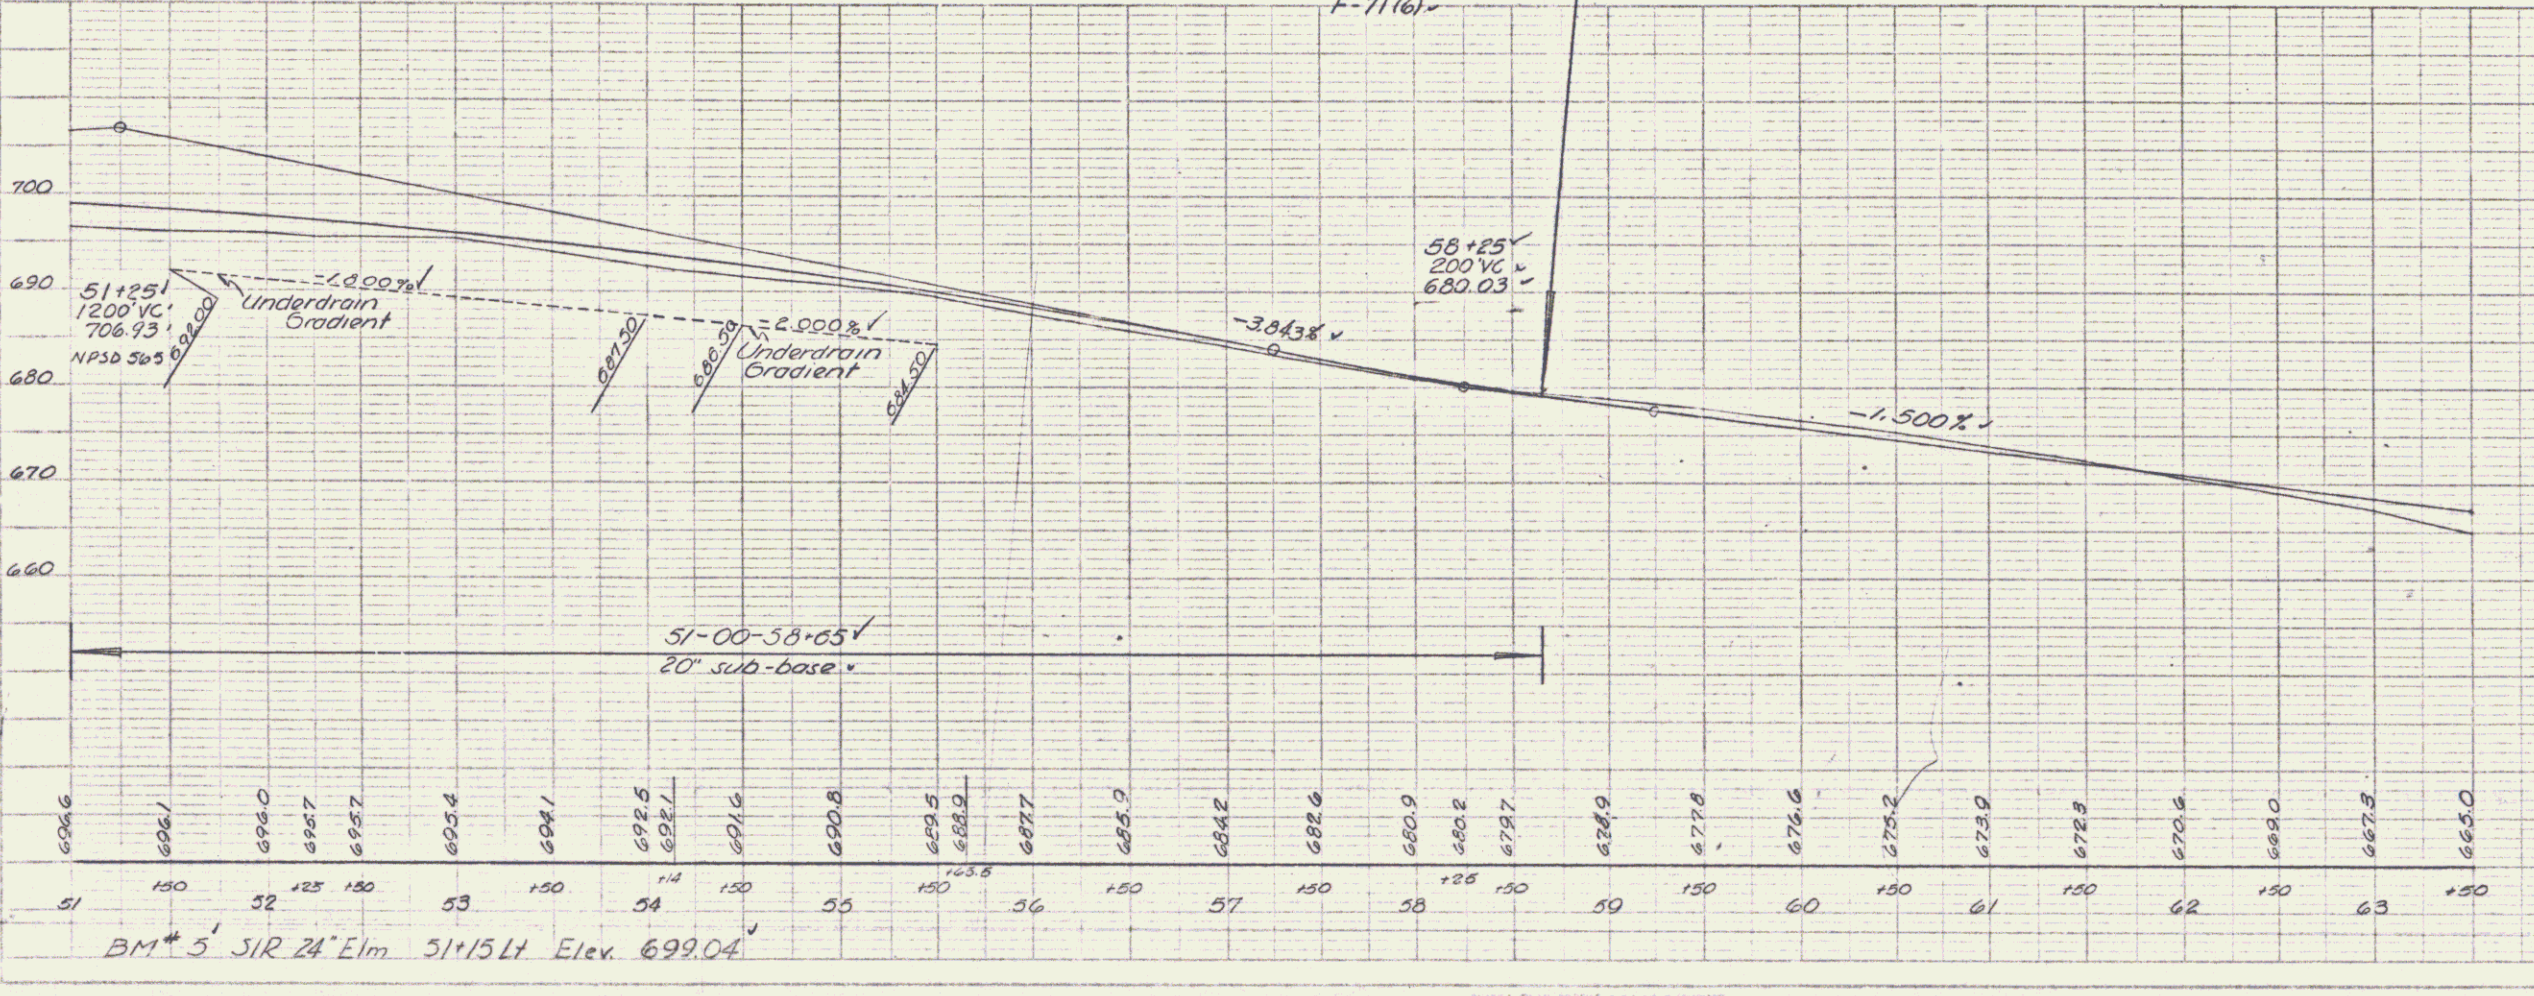 F-71(6)
700
690
680
670
660
51+25
1200' VC
706.93
NPSD 565
692.00
-1.800%
Underdrain
Gradient
687.50
686.50
-2.000%
Underdrain
Gradient
684.50
-3.843%
58+25
200' VC
680.03
-1.500%
51-00-58+65
20" sub-base
696.6 696.1 696.0 695.7 695.7 695.4 694.1 692.5 692.1 691.6 690.8 689.5 688.9 687.7 685.9 684.2 682.6 680.9 680.2 679.7 678.9 677.8 676.6 675.2 673.9 672.3 670.6 669.0 667.3 665.0
+50 +25 +50 +50 +14 +50 +50 +63.5 +50 +50 +25 +50 +50 +50 +50 +50 +50
51 52 53 54 55 56 57 58 59 60 61 62 63
BM# 5 S/R 24" Elm 51+15 Lt Elev. 699.04